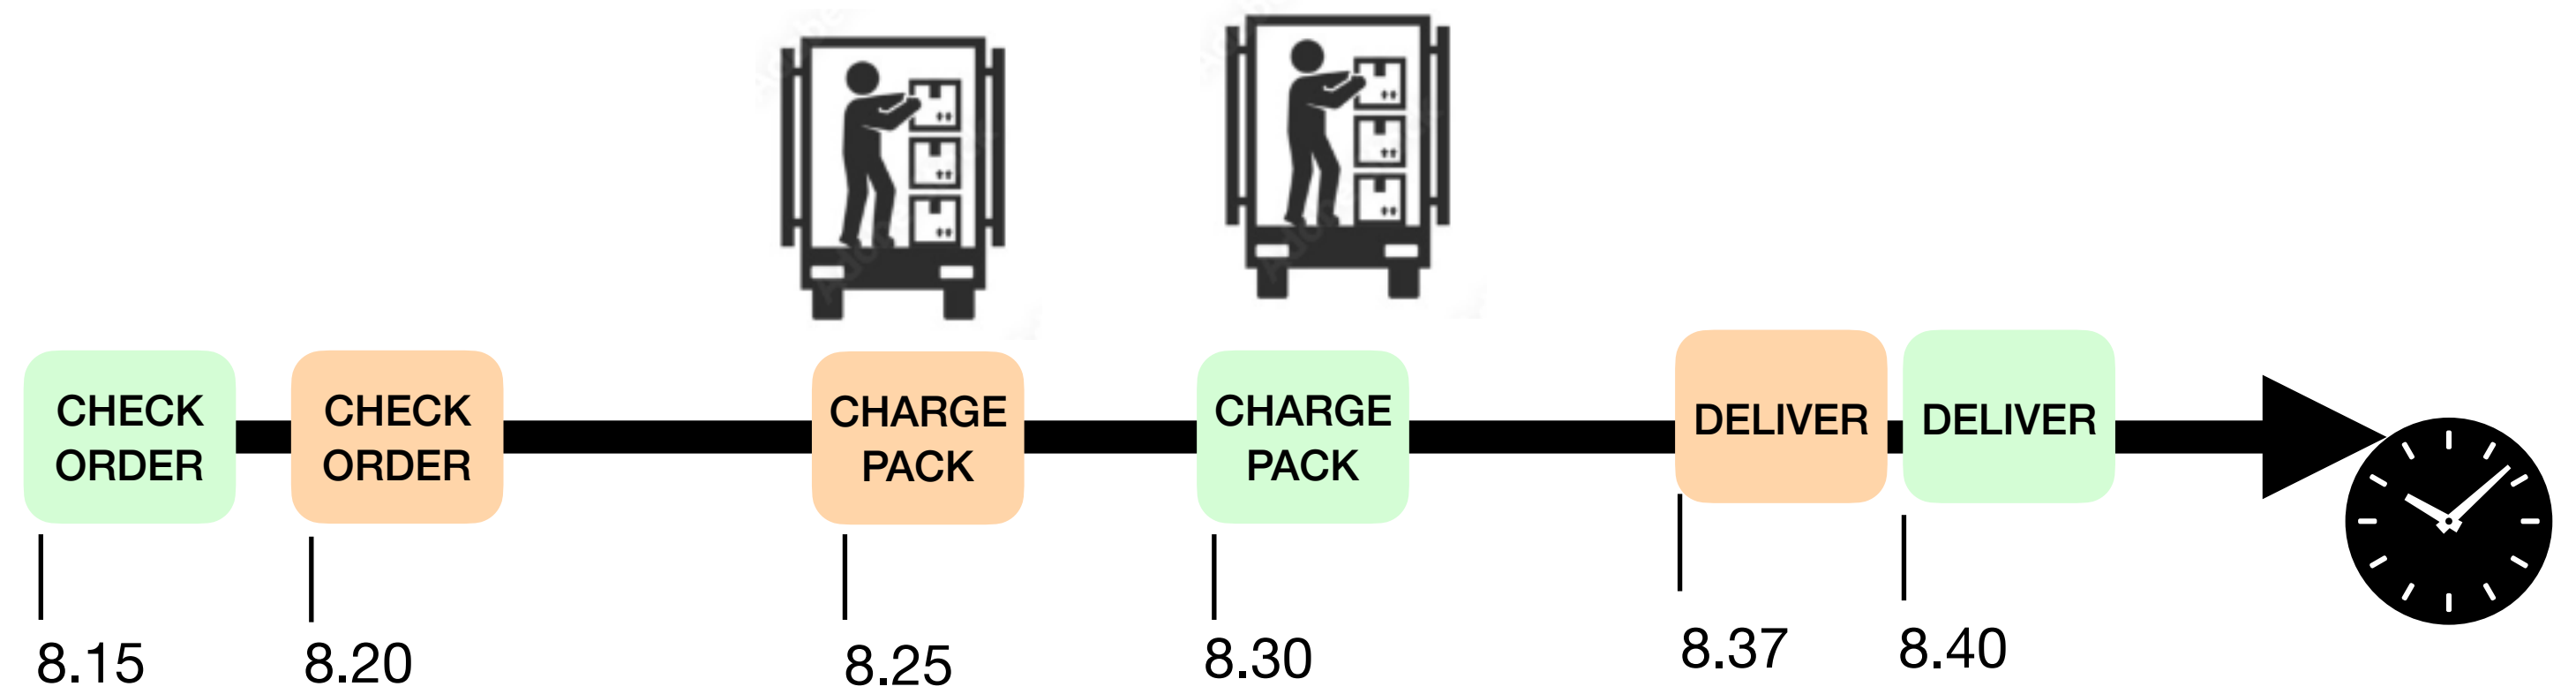 CHECK
ORDER
CHECK
ORDER
CHARGE
PACK
CHARGE
PACK
DELIVER
DELIVER
8.15
8.20
8.25
8.30
8.37
8.40